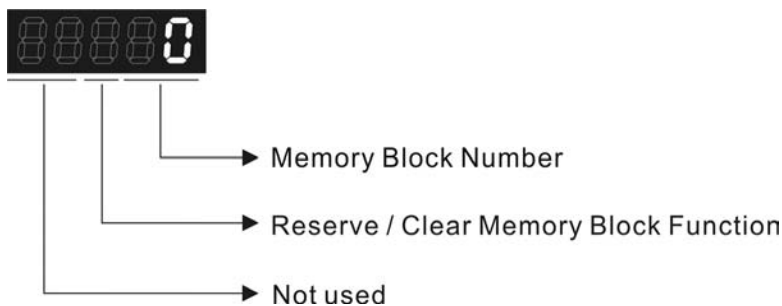 0
Memory Block Number
Reserve / Clear Memory Block Function
Not used